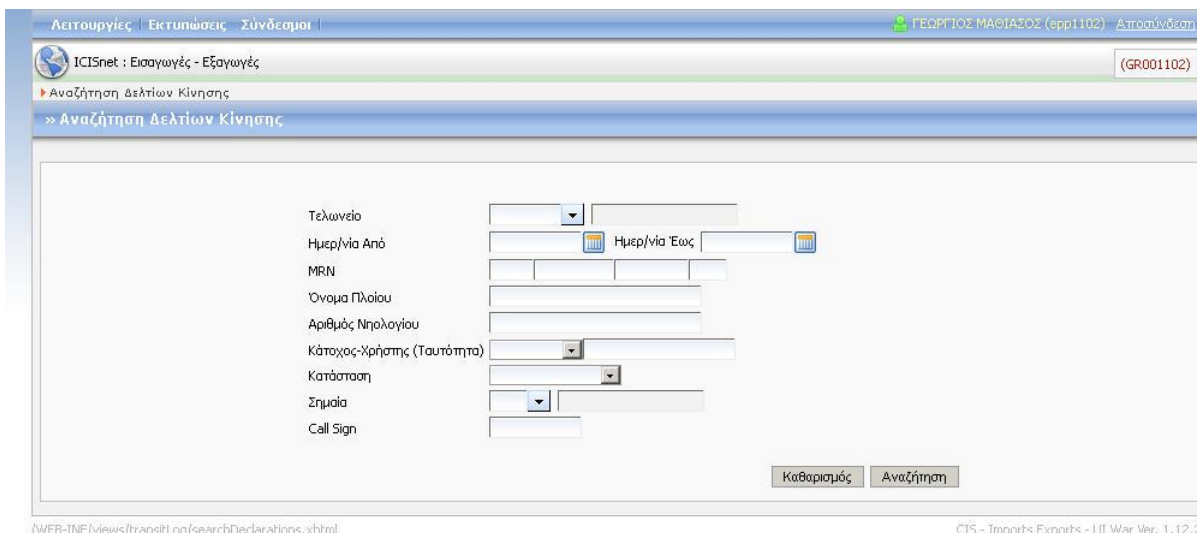 Λειτουργίες Εκτυπώσεις Σύνδεσμοι ΓΕΩΡΓΙΟΣ ΜΑΘΙΑΣΟΣ (epp1102) Αποσύνδεση
ICISnet : Εισαγωγές - Εξαγωγές (GR001102)
Αναζήτηση Δελτίων Κίνησης
» Αναζήτηση Δελτίων Κίνησης
Τελωνείο
Ημερ/νία Από Ημερ/νία Έως
MRN
Όνομα Πλοίου
Αριθμός Νηολογίου
Κάτοχος-Χρήστης (Ταυτότητα)
Κατάσταση
Σημαία
Call Sign
Καθαρισμός Αναζήτηση
/WEB-INF/views/transitLog/searchDeclarations.xhtml CIS - Imports Exports - UI War Ver. 1.12.2